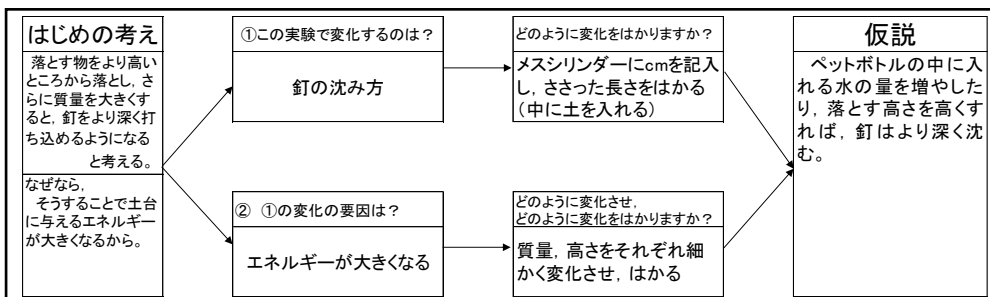 はじめの考え
落とす物をより高い
ところから落とし，さ
らに質量を大きくす
ると，釘をより深く打
ち込めるようになる
と考える。
なぜなら，
そうすることで土台
に与えるエネルギー
が大きくなるから。
①この実験で変化するのは？
釘の沈み方
② ①の変化の要因は？
エネルギーが大きくなる
どのように変化をはかりますか？
メスシリンダーにcmを記入
し，ささった長さをはかる
（中に土を入れる）
どのように変化させ，
どのように変化をはかりますか？
質量，高さをそれぞれ細
かく変化させ，はかる
仮説
ペットボトルの中に入
れる水の量を増やした
り，落とす高さを高くす
れば，釘はより深く沈
む。